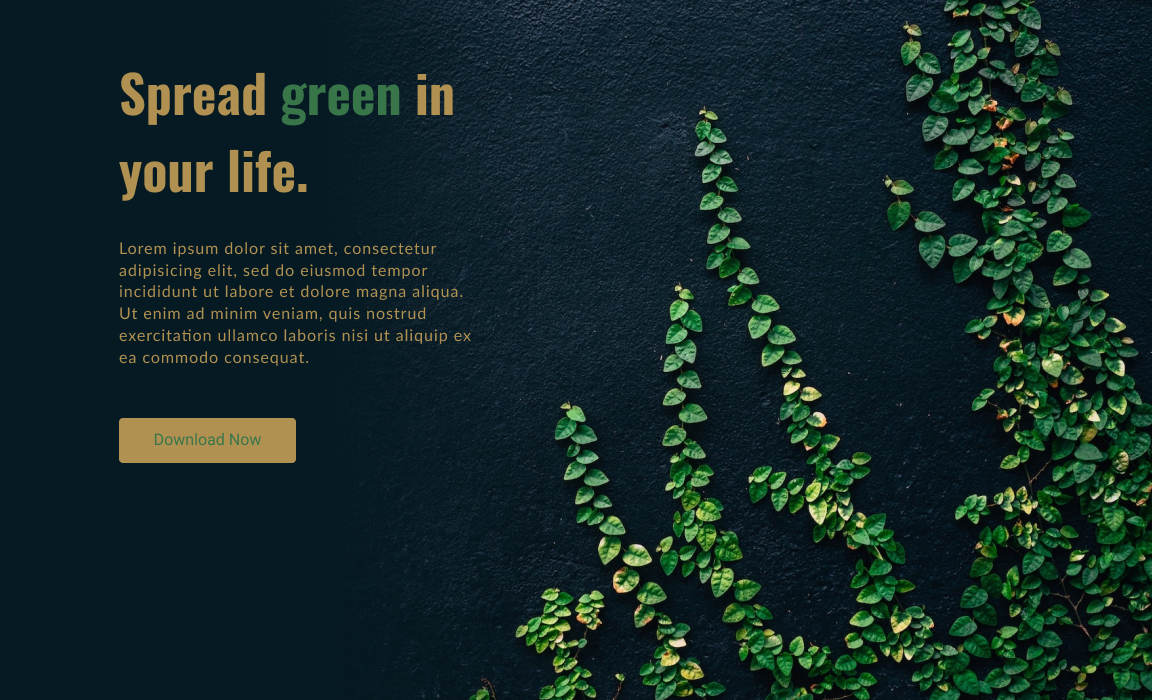 Spread green in
your life.
Lorem ipsum dolor sit amet, consectetur
adipisicing elit, sed do eiusmod tempor
incididunt ut labore et dolore magna aliqua.
Ut enim ad minim veniam, quis nostrud
exercitation ullamco laboris nisi ut aliquip ex
ea commodo consequat.
Download Now